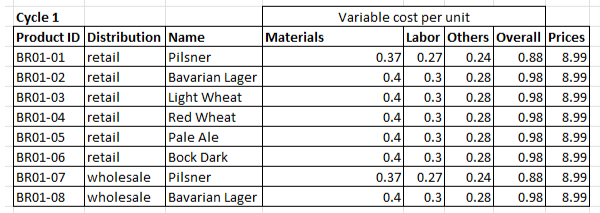 Cycle 1 Variable cost per unit
Product ID Distribution Name Materials Labor Others Overall Prices
BR01-01 retail Pilsner 0.37 0.27 0.24 0.88 8.99
BR01-02 retail Bavarian Lager 0.4 0.3 0.28 0.98 8.99
BR01-03 retail Light Wheat 0.4 0.3 0.28 0.98 8.99
BR01-04 retail Red Wheat 0.4 0.3 0.28 0.98 8.99
BR01-05 retail Pale Ale 0.4 0.3 0.28 0.98 8.99
BR01-06 retail Bock Dark 0.4 0.3 0.28 0.98 8.99
BR01-07 wholesale Pilsner 0.37 0.27 0.24 0.88 8.99
BR01-08 wholesale Bavarian Lager 0.4 0.3 0.28 0.98 8.99